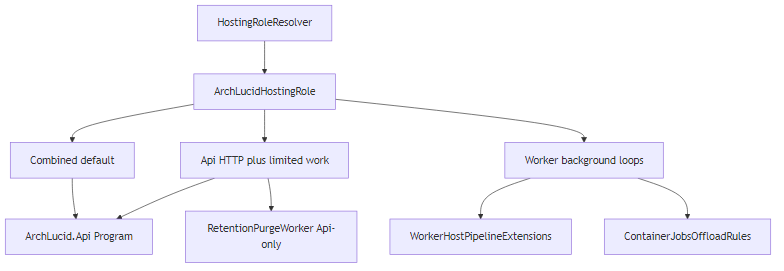 HostingRoleResolver
ArchLucidHostingRole
Combined default
Api HTTP plus limited work
Worker background loops
ArchLucid.Api Program
RetentionPurgeWorker Api-
only
WorkerHostPipelineExtensions
ContainerJobsOffloadRules